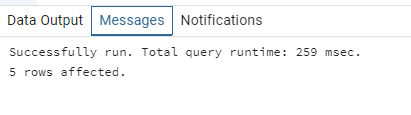 Data Output Messages Notifications
Successfully run. Total query runtime: 259 msec.
5 rows affected.